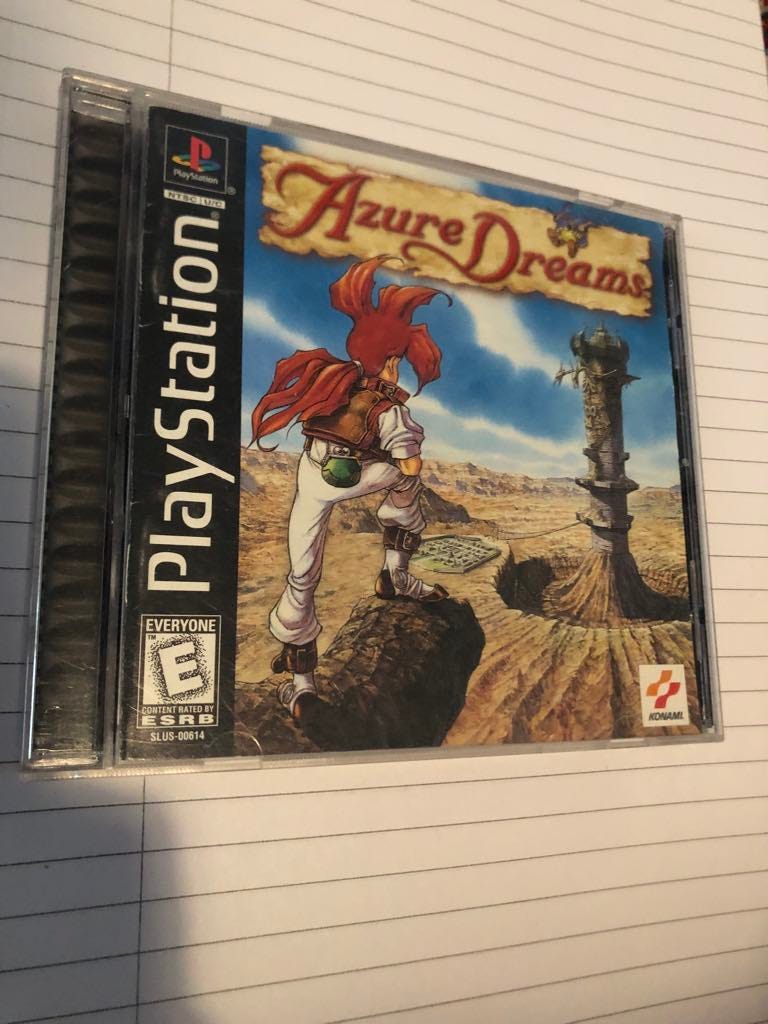 PlayStation
NTSC U/C
PlayStation
Azure Dreams
EVERYONE
E
CONTENT RATED BY
ESRB
SLUS-00614
KONAMI